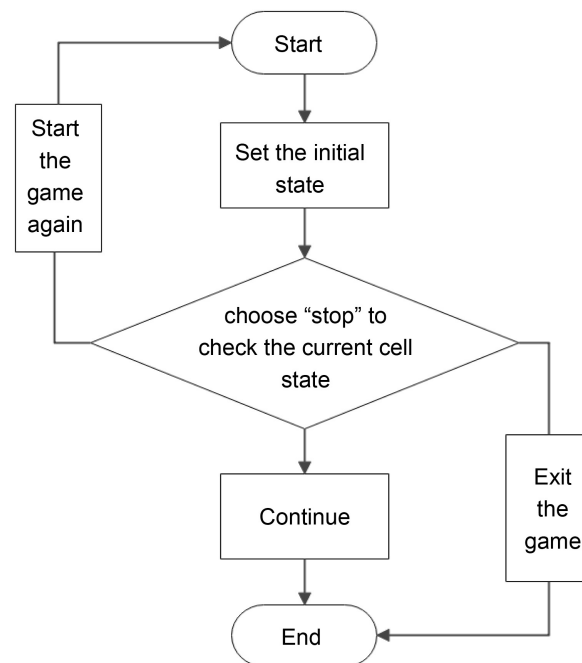 Start
Start
the
game
again
Set the initial
state
choose “stop” to
check the current cell
state
Continue
Exit
the
game
End